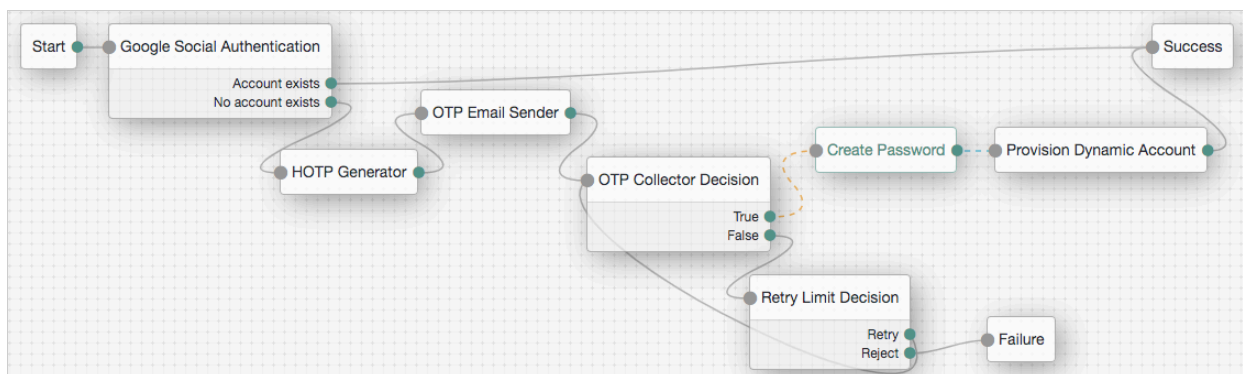 Start
Google Social Authentication
Account exists
No account exists
Success
OTP Email Sender
HOTP Generator
Create Password
Provision Dynamic Account
OTP Collector Decision
True
False
Retry Limit Decision
Retry
Reject
Failure